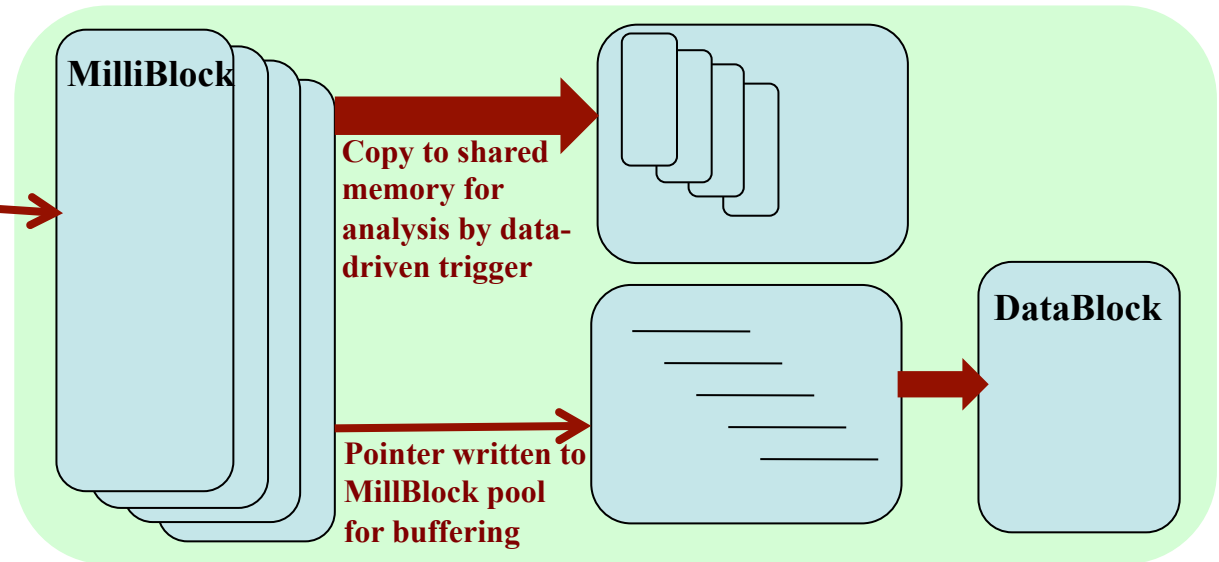 MilliBlock
Copy to shared
memory for
analysis by data-
driven trigger
DataBlock
Pointer written to
MillBlock pool
for buffering